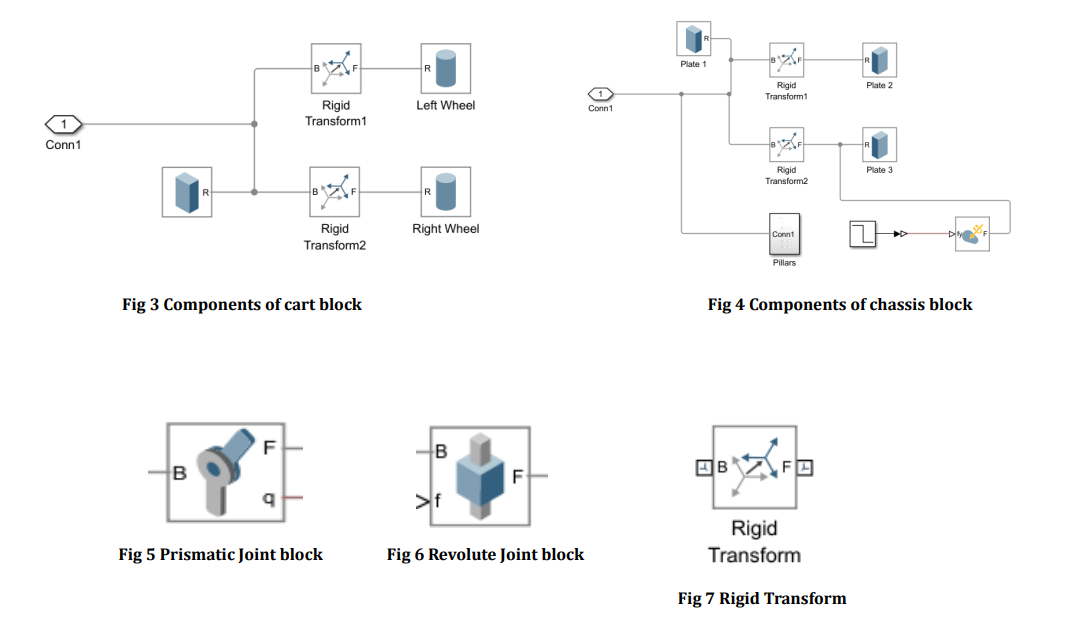 B
F
R
Left Wheel
Rigid
Transform1
1
Conn1
R
B
F
R
Rigid
Transform2
Right Wheel
Fig 3 Components of cart block
R
Plate 1
B
F
R
Rigid
Transform1
Plate 2
1
Conn1
B
F
R
Rigid
Transform2
Plate 3
Conn1
Pillars
F
Fig 4 Components of chassis block
B
F
q
Fig 5 Prismatic Joint block
B
f
F
Fig 6 Revolute Joint block
B
F
Rigid
Transform
Fig 7 Rigid Transform